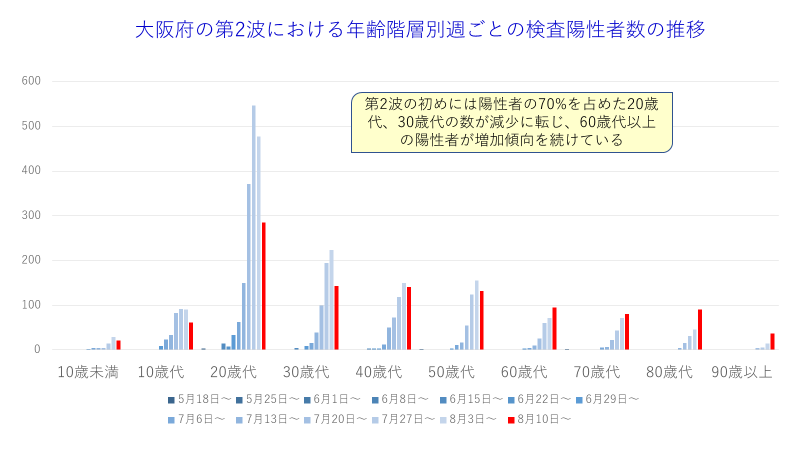 大阪府の第2波における年齢階層別週ごとの検査陽性者数の推移
第2波の初めには陽性者の70%を占めた20歳
代、30歳代の数が減少に転じ、60歳代以上
の陽性者が増加傾向を続けている
600
500
400
300
200
100
0
10歳未満 10歳代 20歳代 30歳代 40歳代 50歳代 60歳代 70歳代 80歳代 90歳以上
5月18日～ 5月25日～ 6月1日～ 6月8日～ 6月15日～ 6月22日～ 6月29日～
7月6日～ 7月13日～ 7月20日～ 7月27日～ 8月3日～ 8月10日～